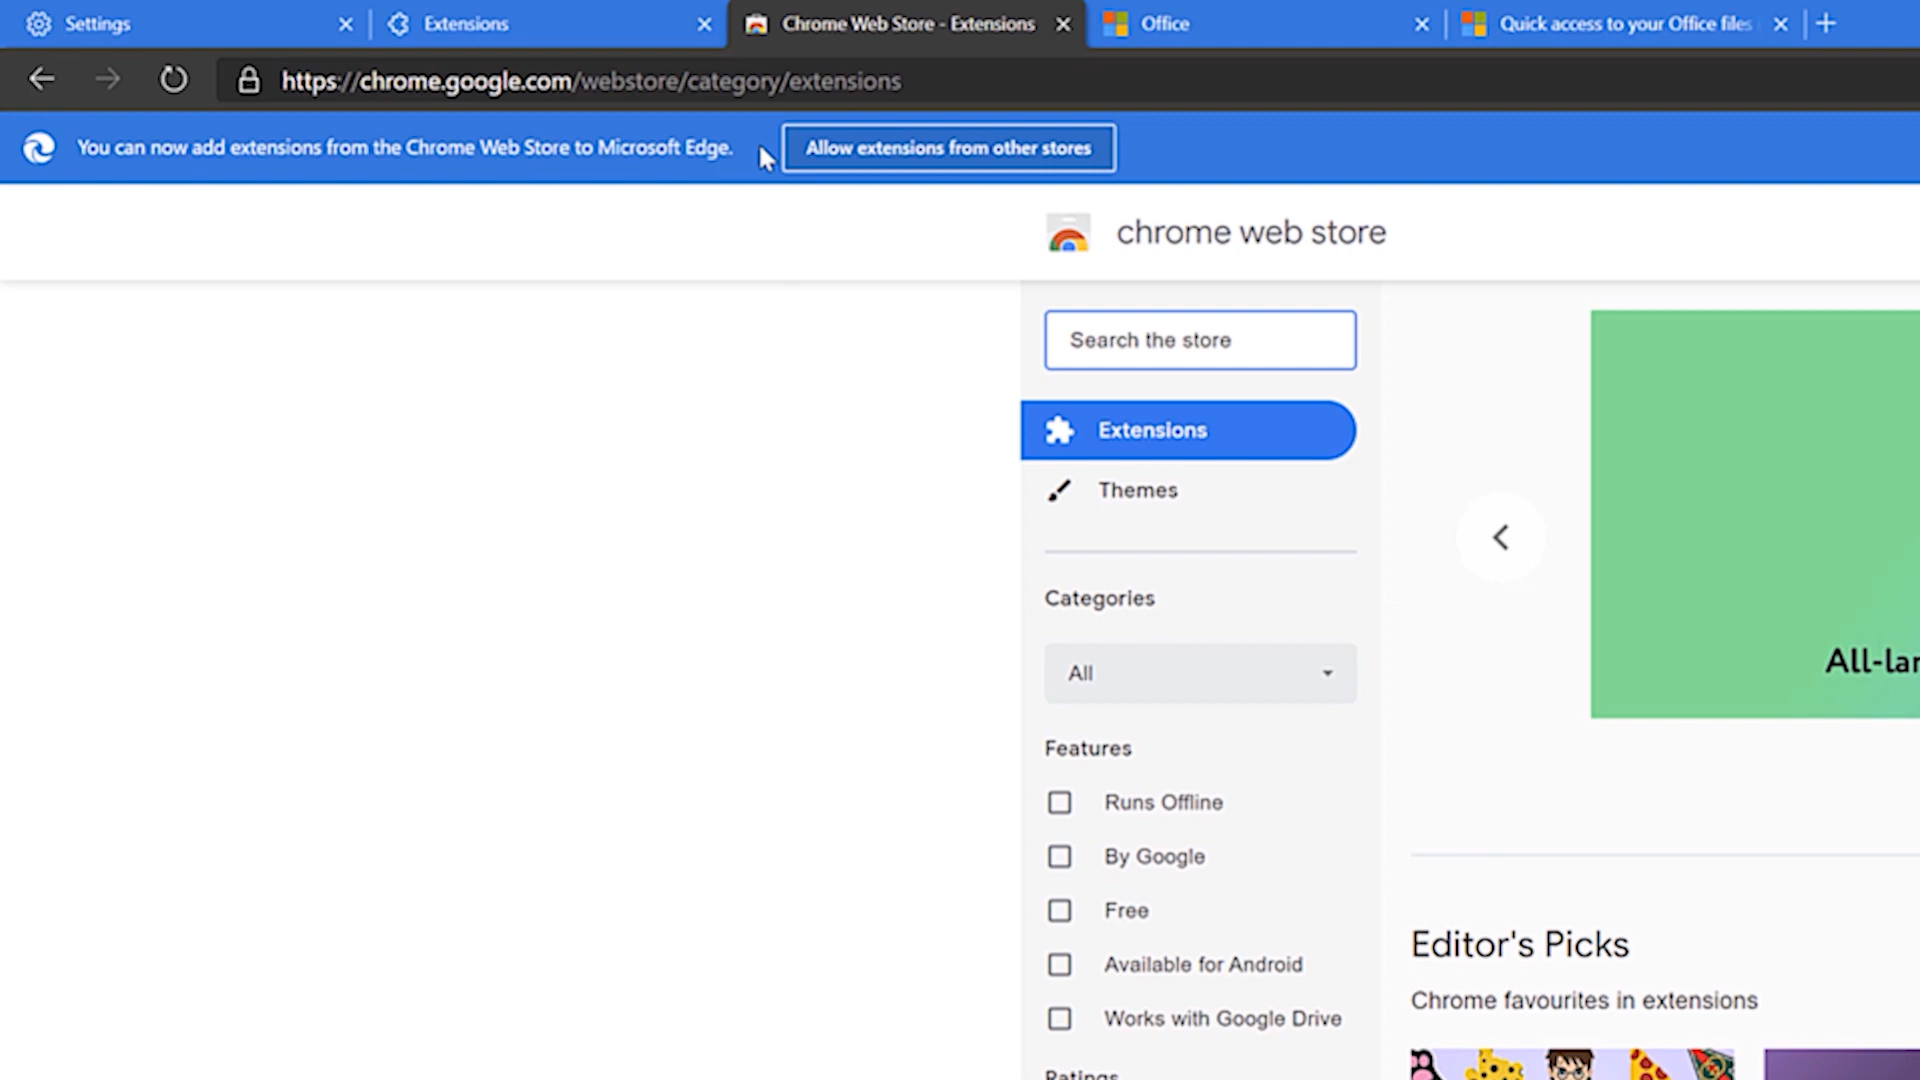 Settings
Extensions
Chrome Web Store - Extensions
Office
Quick access to your Office files
https://chrome.google.com/webstore/category/extensions
You can now add extensions from the Chrome Web Store to Microsoft Edge.
Allow extensions from other stores
chrome web store
Search the store
Extensions
Themes
Categories
All
All-lan
Features
Runs Offline
By Google
Free
Editor's Picks
Available for Android
Chrome favourites in extensions
Works with Google Drive
Ratings